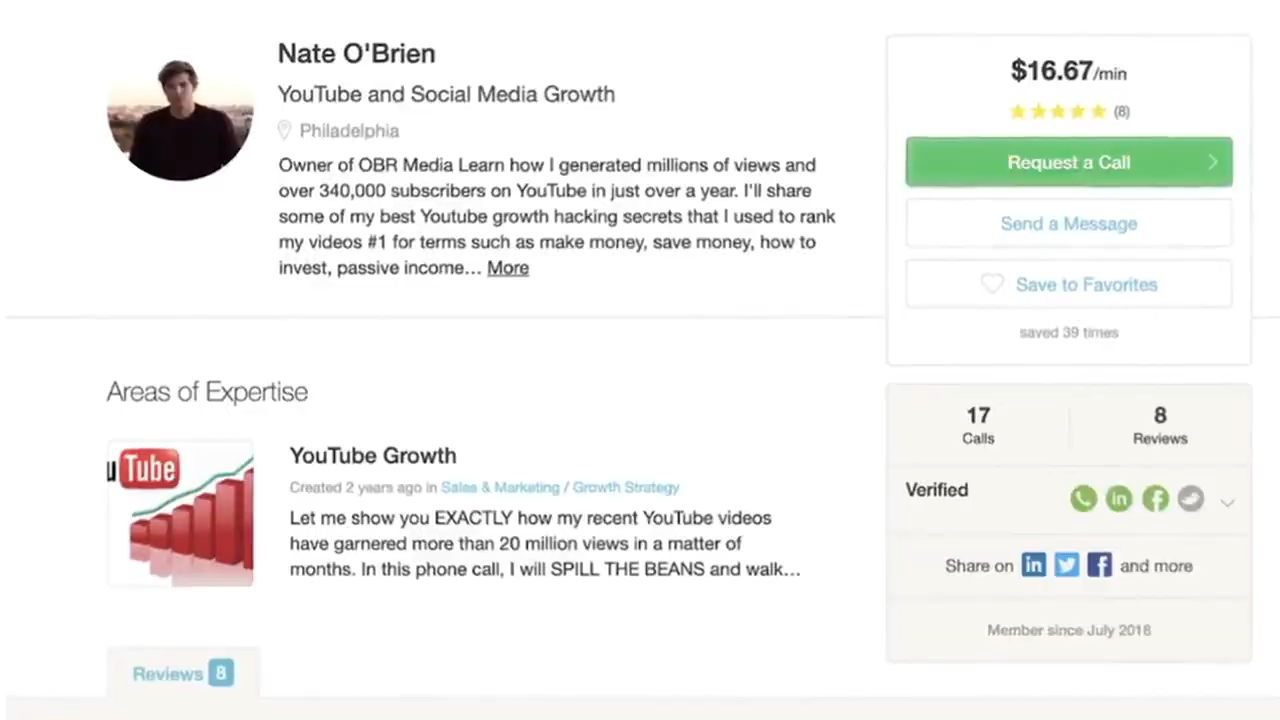 Nate O'Brien
YouTube and Social Media Growth
Philadelphia
Owner of OBR Media Learn how I generated millions of views and
over 340,000 subscribers on YouTube in just over a year. I'll share
some of my best Youtube growth hacking secrets that I used to rank
my videos #1 for terms such as make money, save money, how to
invest, passive income... More
$16.67/min
(8)
Request a Call
Send a Message
Save to Favorites
saved 39 times
Areas of Expertise
u Tube
YouTube Growth
Created 2 years ago in Sales & Marketing / Growth Strategy
Let me show you EXACTLY how my recent YouTube videos
have garnered more than 20 million views in a matter of
months. In this phone call, I will SPILL THE BEANS and walk...
17 8
Calls Reviews
Verified
in f
Share on in f and more
Member since July 2018
Reviews 8